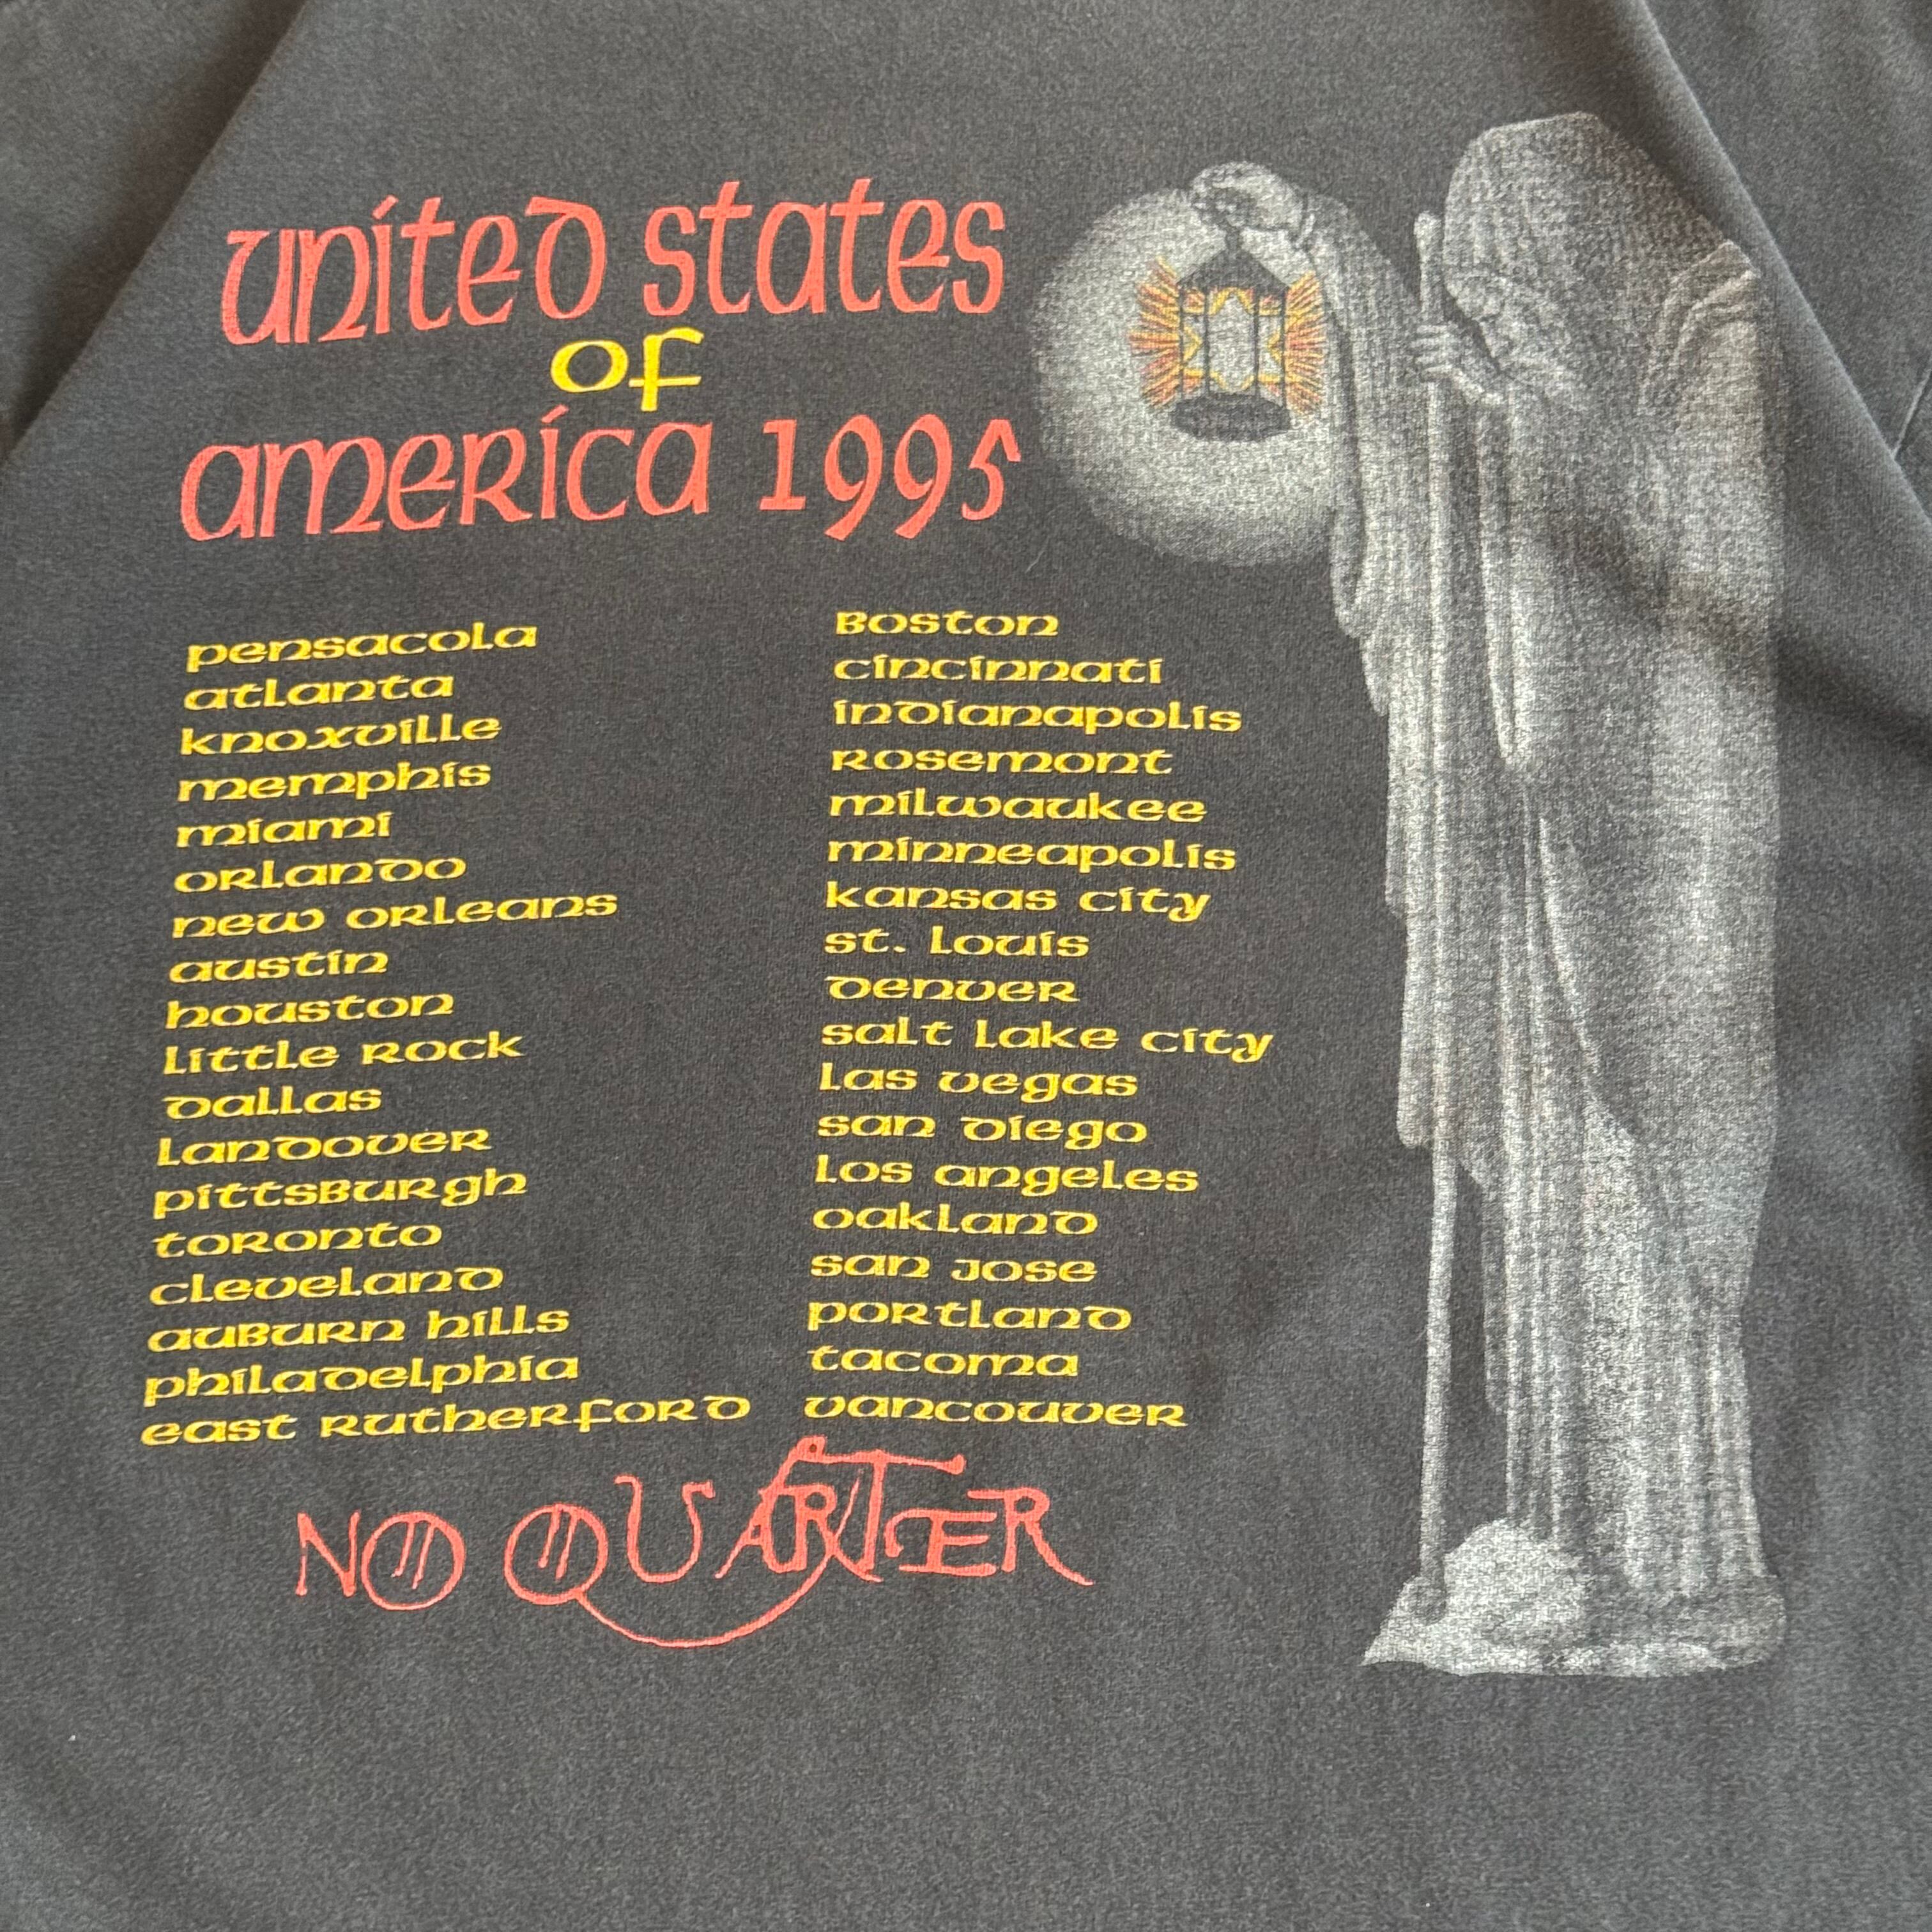 united states
of
america 1995
pensacola
atlanta
knoxville
memphis
miami
orlando
new orleans
austin
houston
little rock
dallas
landover
pittsburgh
toronto
cleveland
auburn hills
philadelphia
east rutherford
boston
cincinnati
indianapolis
rosemont
milwaukee
minneapolis
kansas city
st. louis
denver
salt lake city
las vegas
san diego
los angeles
oakland
san jose
portland
tacoma
vancouver
NO QUARTER